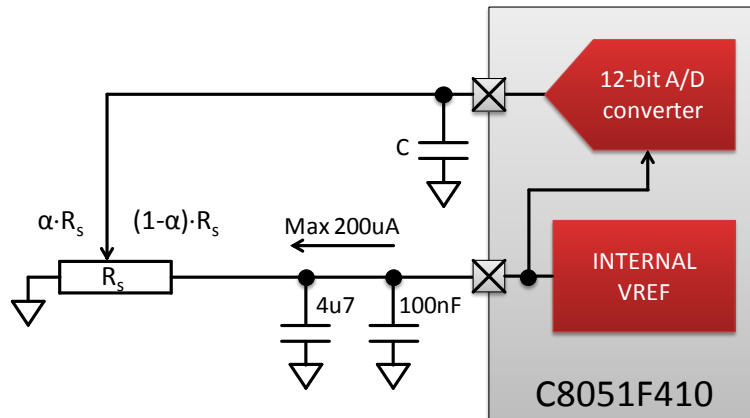 12-bit A/D
converter
C
α·Rs
(1-α)·Rs
Max 200uA
Rs
4u7
100nF
INTERNAL
VREF
C8051F410